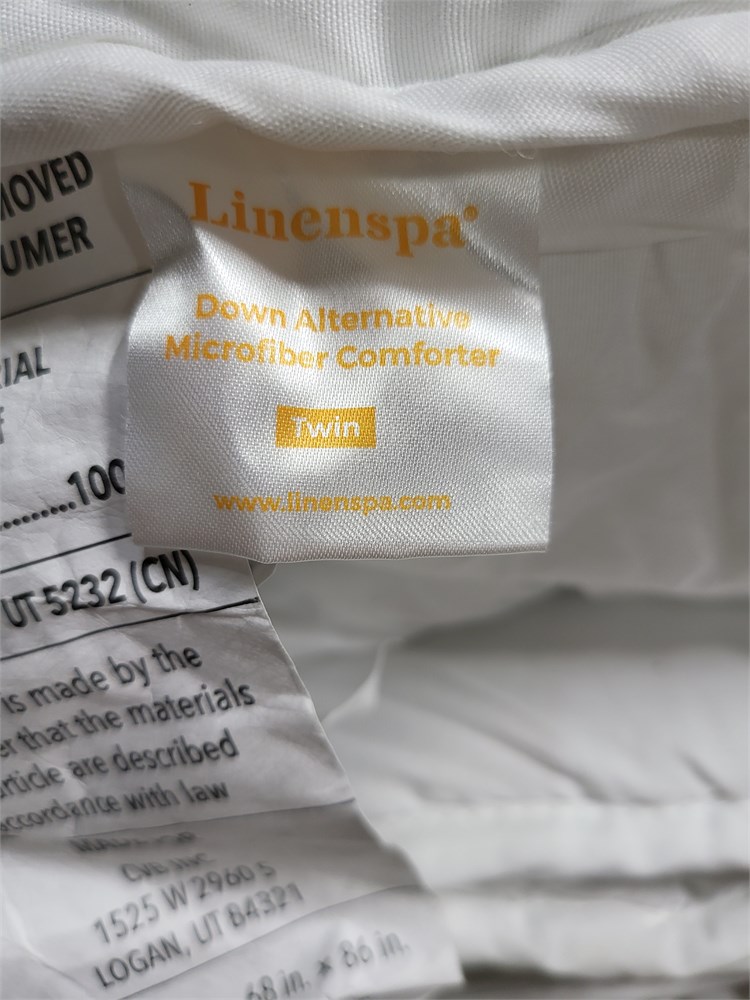 Linenspa®
Down Alternative
Microfiber Comforter
Twin
www.linenspa.com
MOVED
UMER
IAL
.........100
UT 5232 (CN)
is made by the
er that the materials
rticle are described
accordance with law
CVB INC
1525 W 2960 S
LOGAN, UT 84321
68 in. × 86 in.